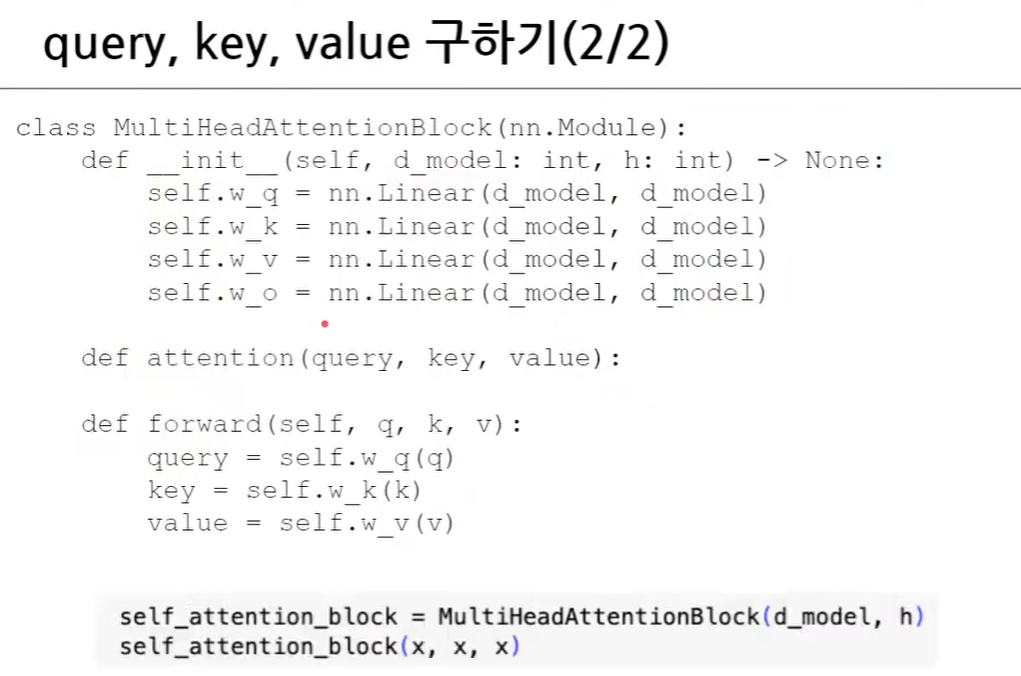 query, key, value 구하기(2/2)
class MultiHeadAttentionBlock(nn.Module):
    def __init__(self, d_model: int, h: int) -> None:
        self.w_q = nn.Linear(d_model, d_model)
        self.w_k = nn.Linear(d_model, d_model)
        self.w_v = nn.Linear(d_model, d_model)
        self.w_o = nn.Linear(d_model, d_model)
    def attention(query, key, value):
    def forward(self, q, k, v):
        query = self.w_q(q)
        key = self.w_k(k)
        value = self.w_v(v)
self_attention_block = MultiHeadAttentionBlock(d_model, h)
self_attention_block(x, x, x)